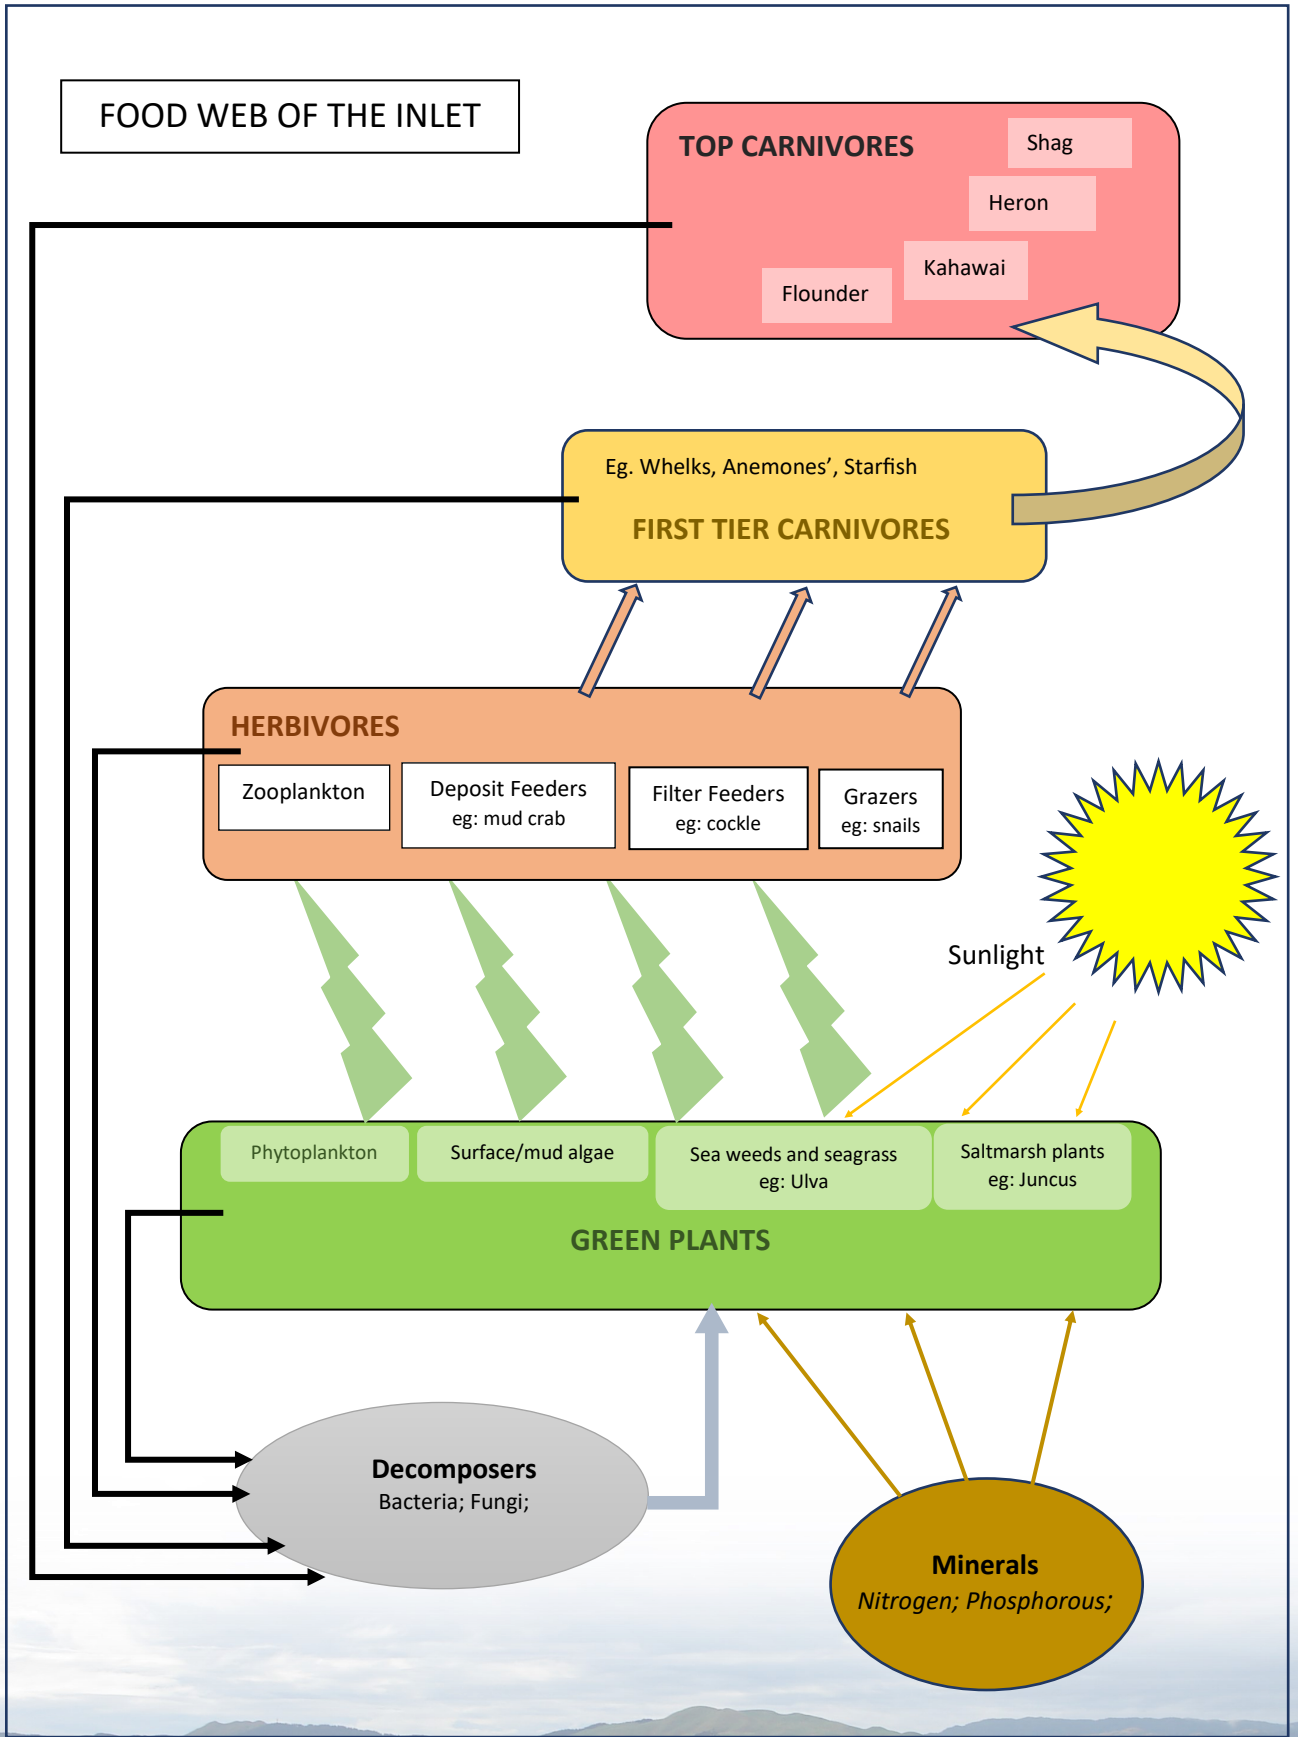 FOOD WEB OF THE INLET
TOP CARNIVORES
Shag
Heron
Kahawai
Flounder
Eg. Whelks, Anemones’, Starfish
FIRST TIER CARNIVORES
HERBIVORES
Zooplankton
Deposit Feeders
eg: mud crab
Filter Feeders
eg: cockle
Grazers
eg: snails
Sunlight
Phytoplankton
Surface/mud algae
Sea weeds and seagrass
eg: Ulva
Saltmarsh plants
eg: Juncus
GREEN PLANTS
Decomposers
Bacteria; Fungi;
Minerals
Nitrogen; Phosphorous;